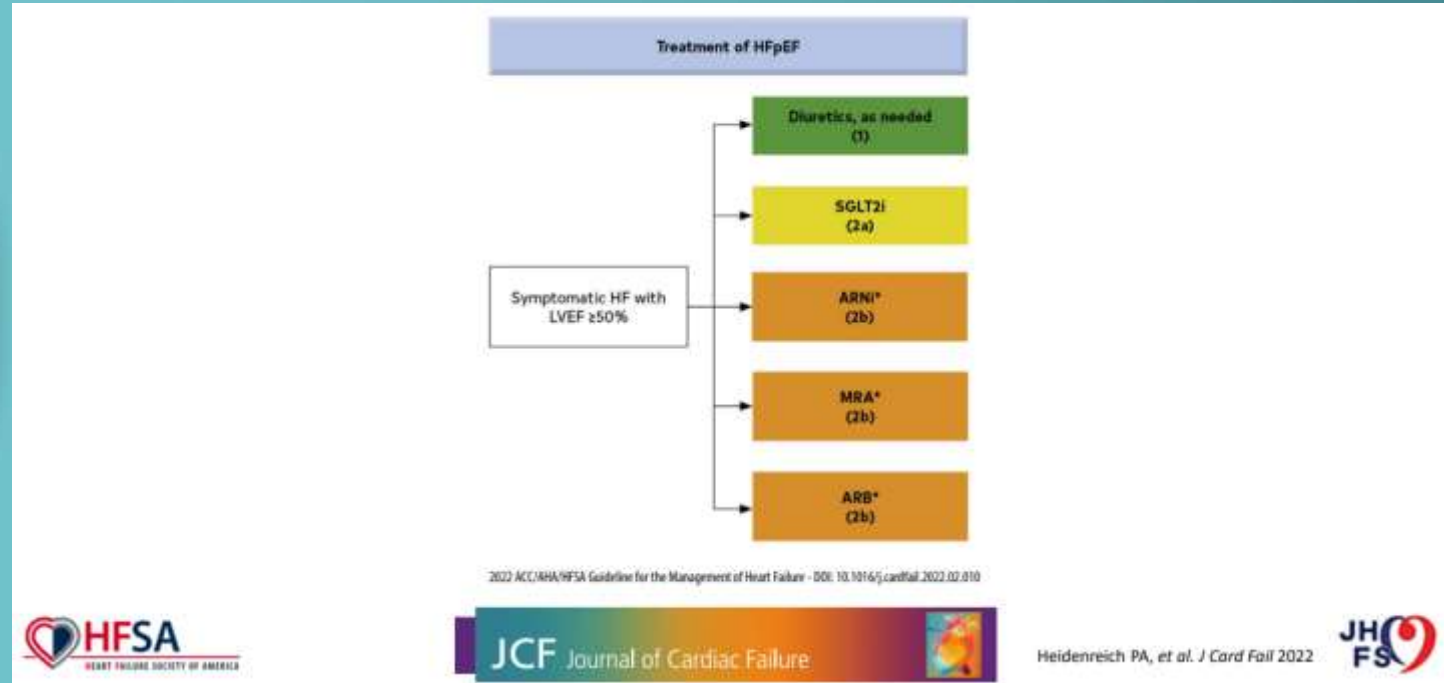 Treatment of HFpEF
Diuretics, as needed
(1)
SGLT2i
(2a)
Symptomatic HF with
LVEF ≥50%
ARNi*
(2b)
MRA*
(2b)
ARB*
(2b)
2022 ACC/AHA/HFSA Guideline for the Management of Heart Failure - DOI: 10.1016/j.cardfail.2022.02.010
HFSA
HEART FAILURE SOCIETY OF AMERICA
JCF Journal of Cardiac Failure
Heidenreich PA, et al. J Card Fail 2022
JH
FS